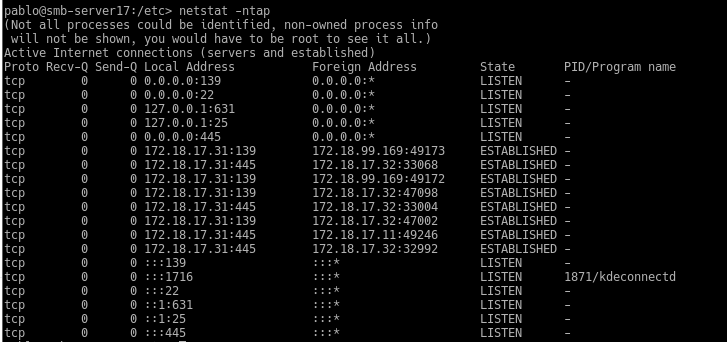 pablo@smb-server17:/etc> netstat -ntap
(Not all processes could be identified, non-owned process info
 will not be shown, you would have to be root to see it all.)
Active Internet connections (servers and established)
Proto Recv-Q Send-Q Local Address           Foreign Address         State       PID/Program name
tcp        0      0 0.0.0.0:139             0.0.0.0:*               LISTEN      -
tcp        0      0 0.0.0.0:22              0.0.0.0:*               LISTEN      -
tcp        0      0 127.0.0.1:631           0.0.0.0:*               LISTEN      -
tcp        0      0 127.0.0.1:25            0.0.0.0:*               LISTEN      -
tcp        0      0 0.0.0.0:445             0.0.0.0:*               LISTEN      -
tcp        0      0 172.18.17.31:139        172.18.99.169:49173     ESTABLISHED -
tcp        0      0 172.18.17.31:445        172.18.17.32:33068      ESTABLISHED -
tcp        0      0 172.18.17.31:139        172.18.99.169:49172     ESTABLISHED -
tcp        0      0 172.18.17.31:139        172.18.17.32:47098      ESTABLISHED -
tcp        0      0 172.18.17.31:445        172.18.17.32:33004      ESTABLISHED -
tcp        0      0 172.18.17.31:139        172.18.17.32:47002      ESTABLISHED -
tcp        0      0 172.18.17.31:445        172.18.17.11:49246      ESTABLISHED -
tcp        0      0 172.18.17.31:445        172.18.17.32:32992      ESTABLISHED -
tcp        0      0 :::139                  :::*                    LISTEN      -
tcp        0      0 :::1716                 :::*                    LISTEN      1871/kdeconnectd
tcp        0      0 :::22                   :::*                    LISTEN      -
tcp        0      0 ::1:631                 :::*                    LISTEN      -
tcp        0      0 ::1:25                  :::*                    LISTEN      -
tcp        0      0 :::445                  :::*                    LISTEN      -